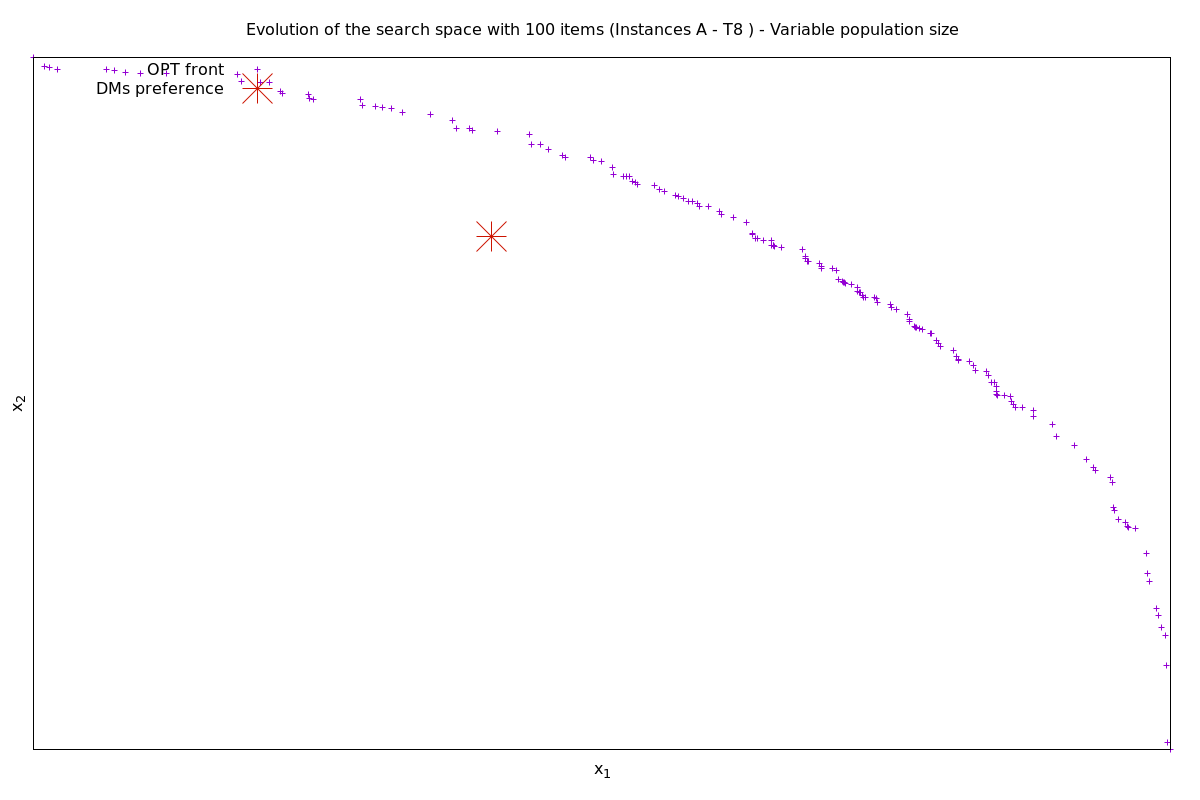 Evolution of the search space with 100 items (Instances A - T8 ) - Variable population size
OPT front
DMs preference
x2
x1